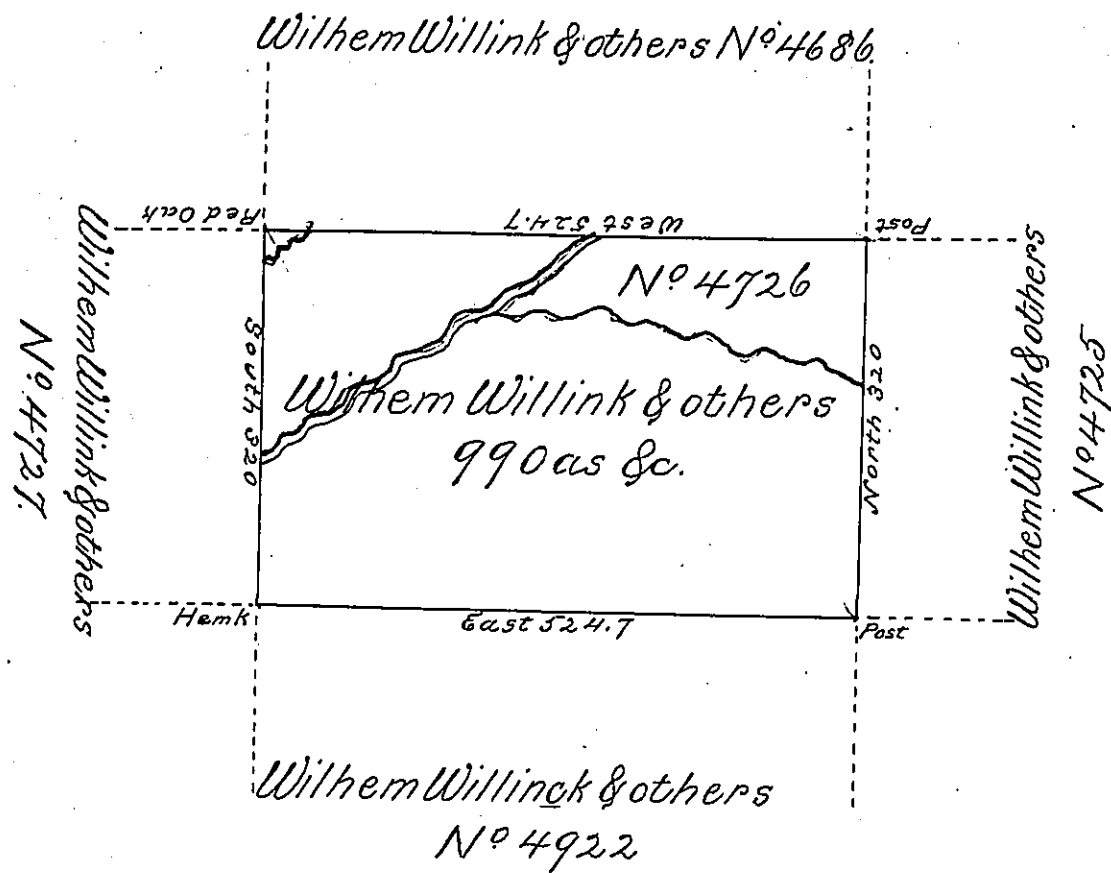 Wilhem Willink & others Nº 4686.
Red Oak
West 524.7
Post
Nº 4726
Wilhem Willink & others
Nº. 4727.
South 320
Wilhem Willink & others
990 as &c.
North 320
Wilhem Willink & others
Nº 4725
Hemk
East 524.7
Post
Wilhem Willinck & others
Nº 4922